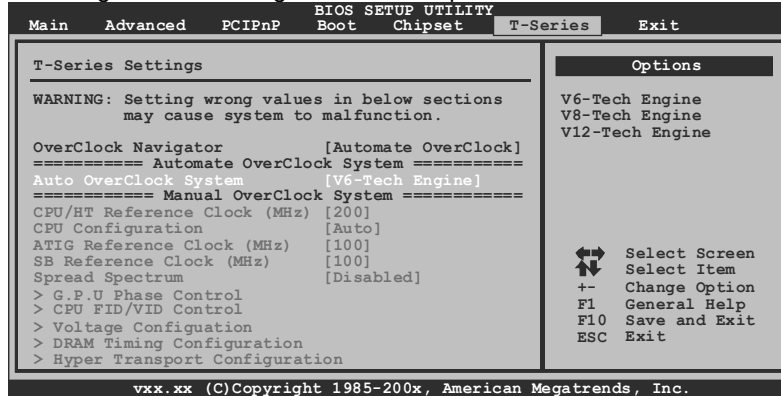 BIOS SETUP UTILITY
Main Advanced PCIPnP Boot Chipset T-Series Exit
T-Series Settings
WARNING: Setting wrong values in below sections
may cause system to malfunction.
OverClock Navigator [Automate OverClock]
=========== Automate OverClock System ===========
Auto OverClock System [V6-Tech Engine]
============ Manual OverClock System ============
CPU/HT Reference Clock (MHz) [200]
CPU Configuration [Auto]
ATIG Reference Clock (MHz) [100]
SB Reference Clock (MHz) [100]
Spread Spectrum [Disabled]
> G.P.U Phase Control
> CPU FID/VID Control
> Voltage Configuation
> DRAM Timing Configuration
> Hyper Transport Configuration
Options
V6-Tech Engine
V8-Tech Engine
V12-Tech Engine
Select Screen
Select Item
+- Change Option
F1 General Help
F10 Save and Exit
ESC Exit
vxx.xx (C)Copyright 1985-200x, American Megatrends, Inc.